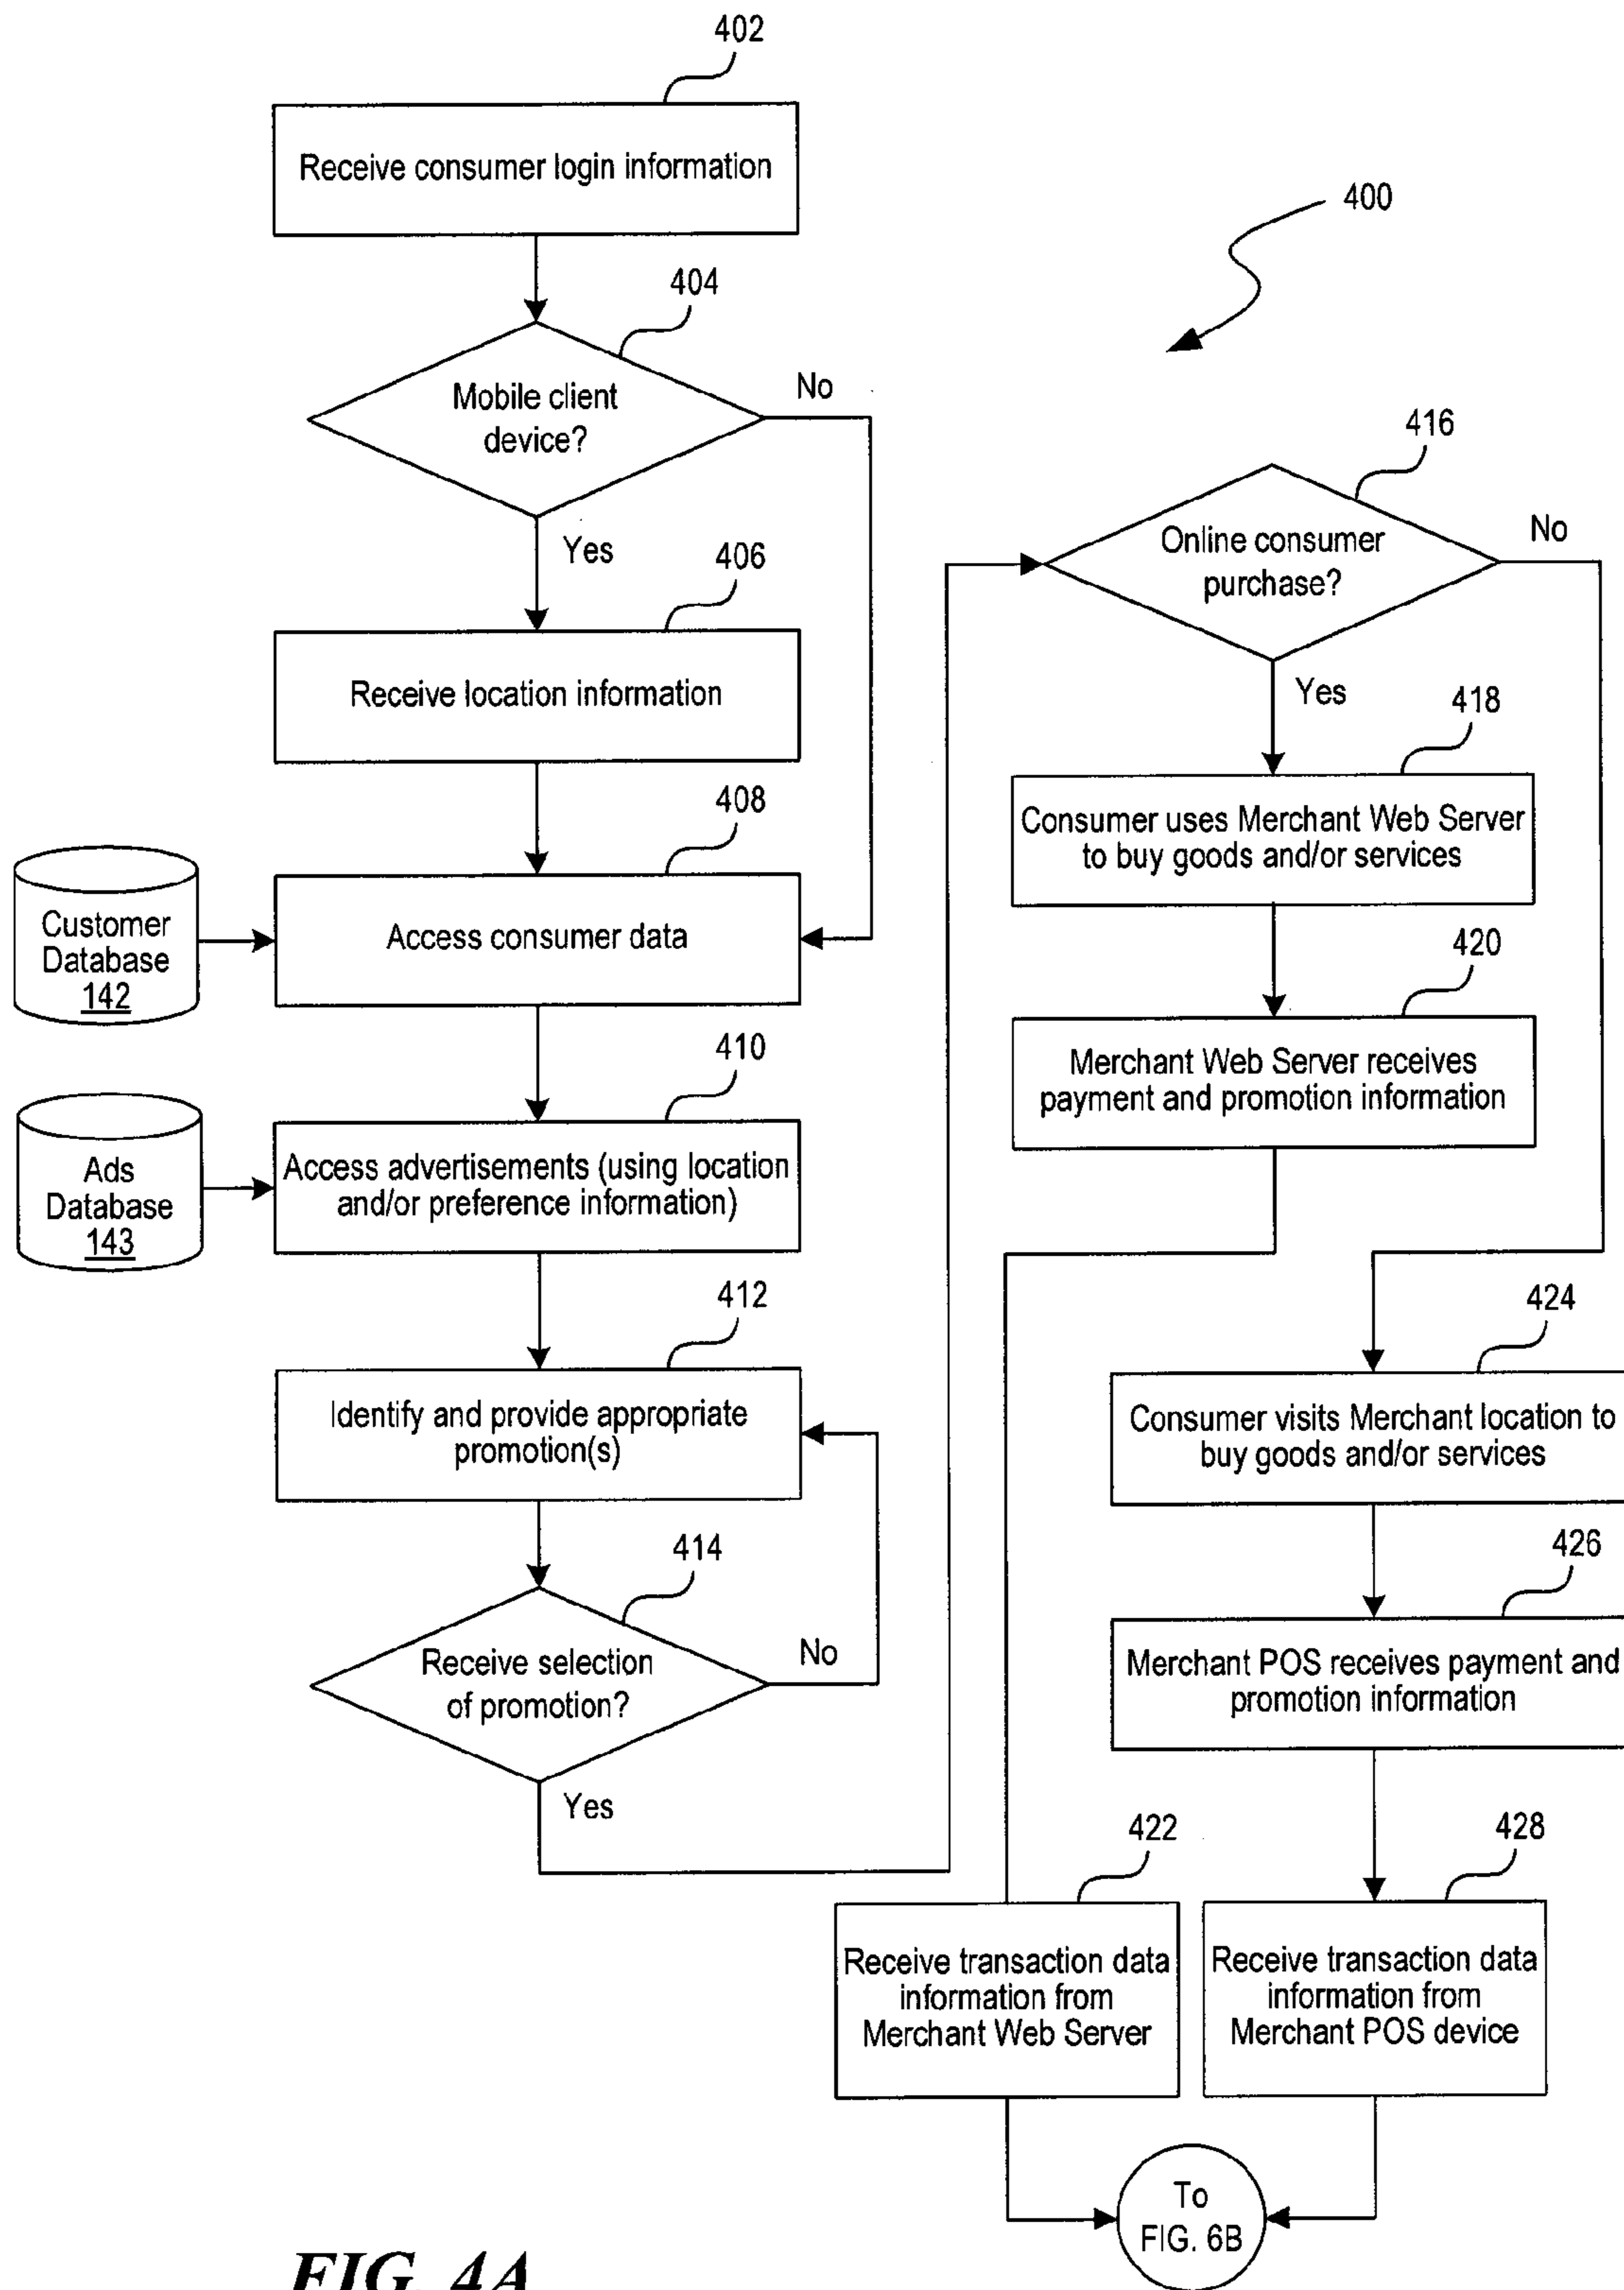 402
Receive consumer login information
400
404
Mobile client
device?
No
Yes
406
Receive location information
408
Customer
Database
142
Access consumer data
410
Ads
Database
143
Access advertisements (using location
and/or preference information)
412
Identify and provide appropriate
promotion(s)
414
Receive selection
of promotion?
No
Yes
416
Online consumer
purchase?
No
Yes
418
Consumer uses Merchant Web Server
to buy goods and/or services
420
Merchant Web Server receives
payment and promotion information
424
Consumer visits Merchant location to
buy goods and/or services
426
Merchant POS receives payment and
promotion information
422
Receive transaction data
information from
Merchant Web Server
428
Receive transaction data
information from
Merchant POS device
To
FIG. 6B
FIG. 4A